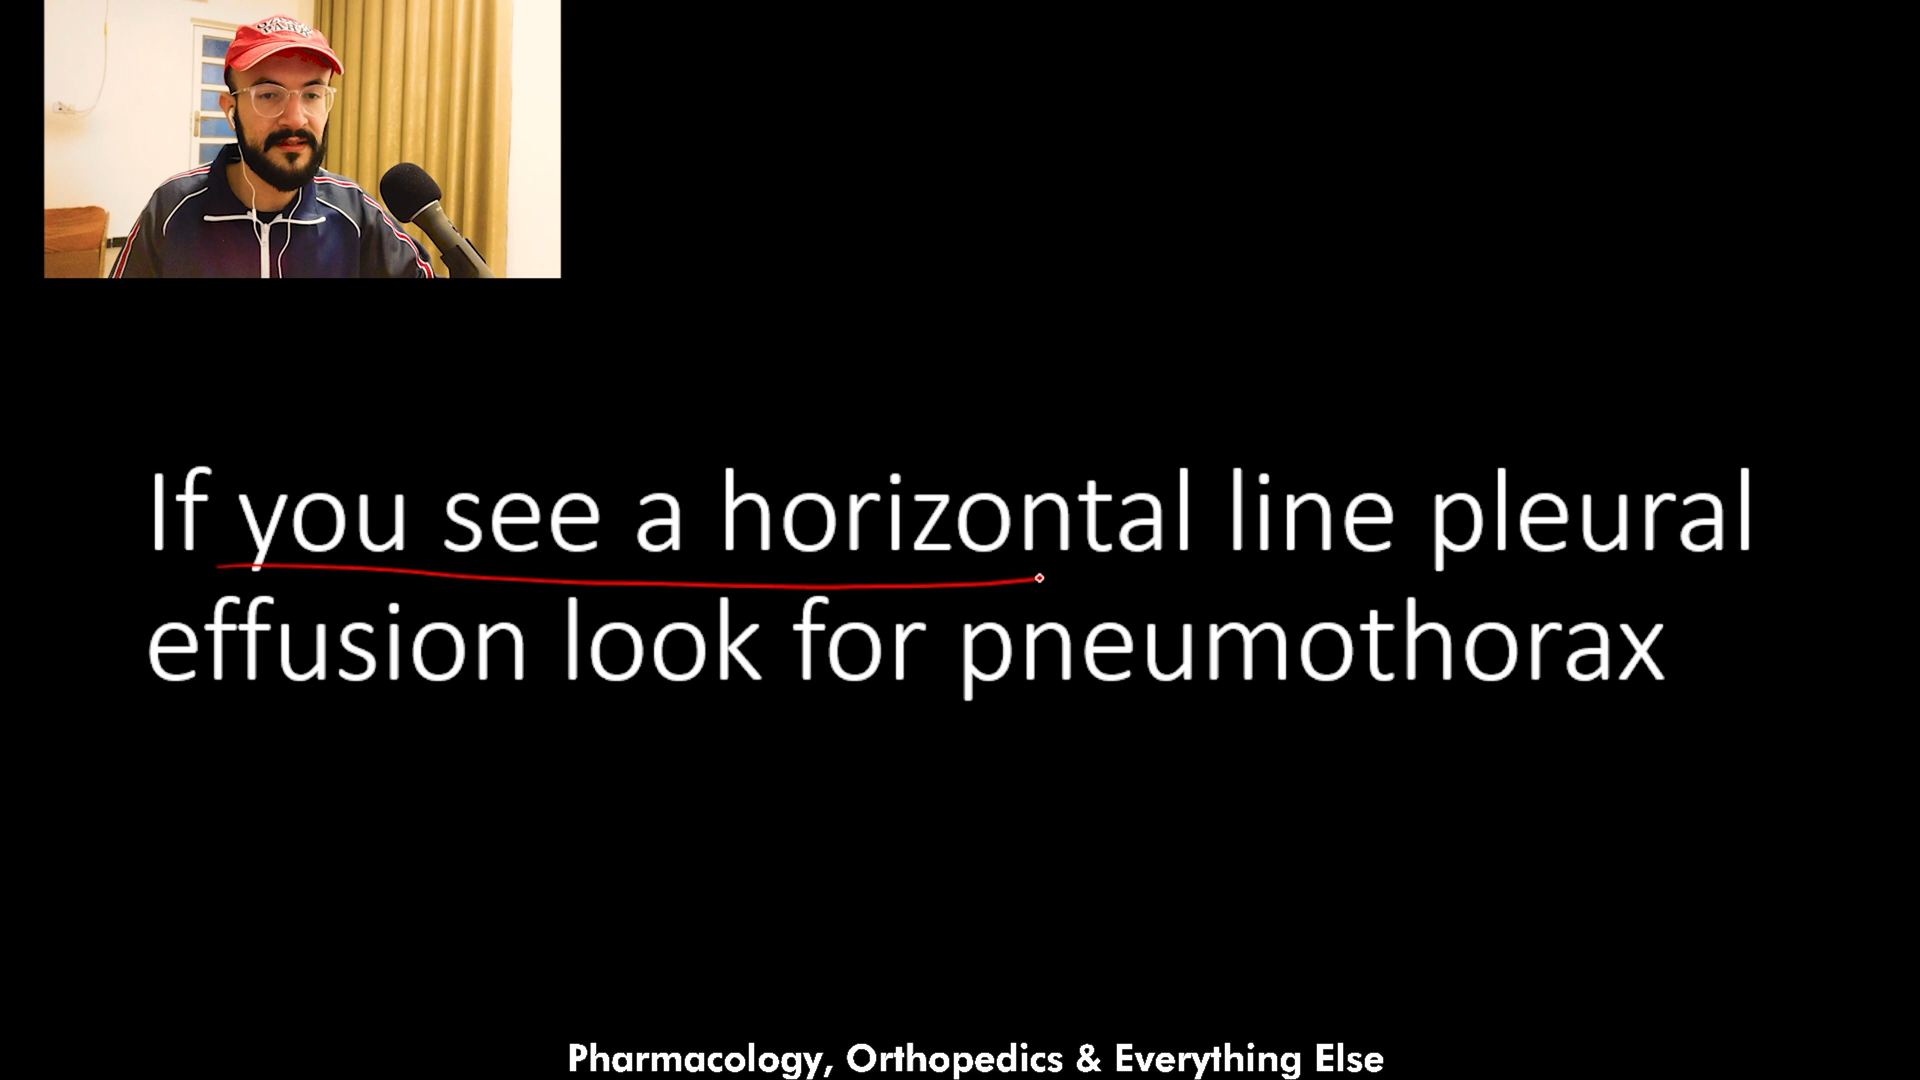 If you see a horizontal line pleural
effusion look for pneumothorax
Pharmacology, Orthopedics & Everything Else